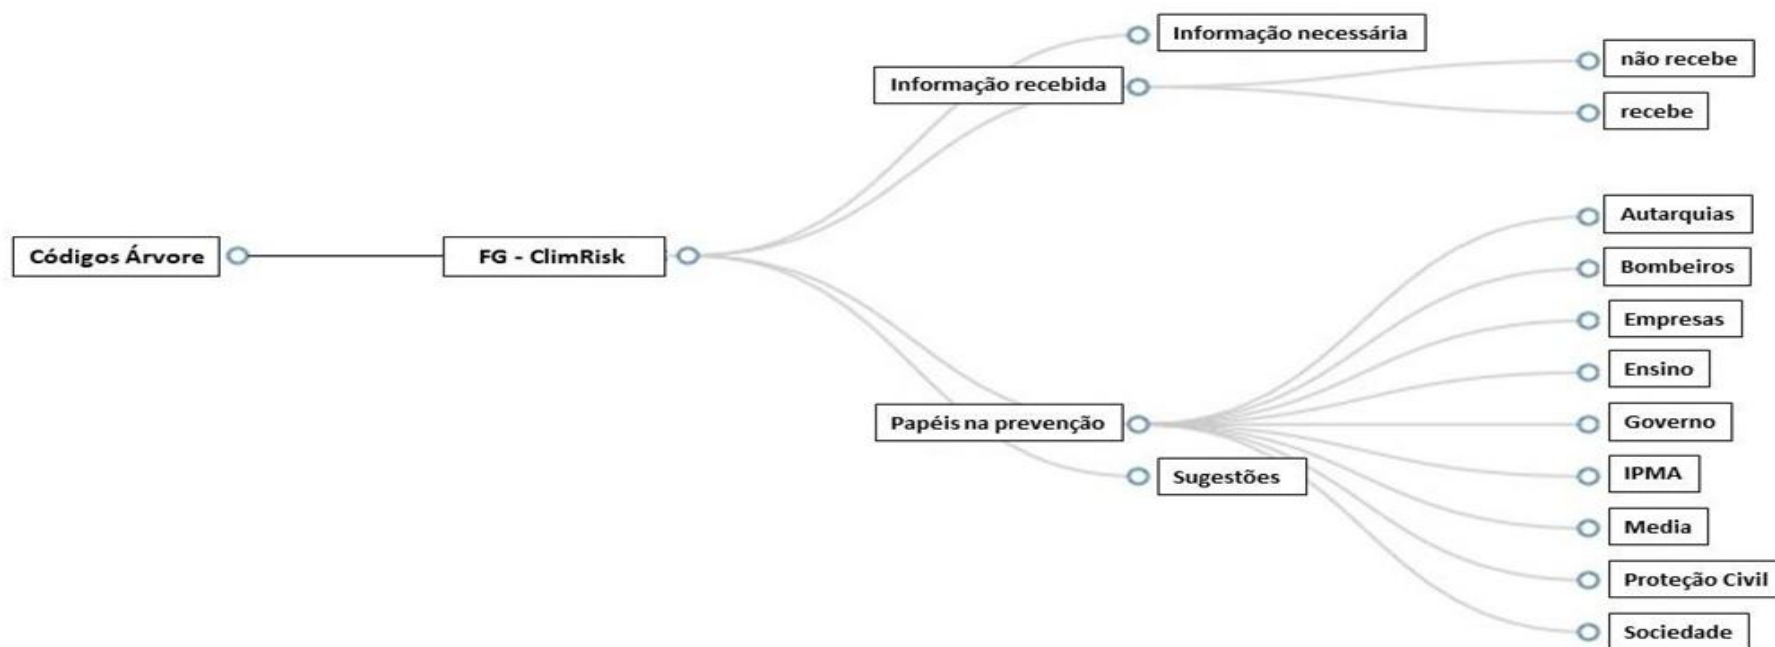 Códigos Árvore
FG - ClimRisk
Informação necessária
Informação recebida
não recebe
recebe
Papéis na prevenção
Autarquias
Bombeiros
Empresas
Ensino
Governo
IPMA
Media
Proteção Civil
Sociedade
Sugestões